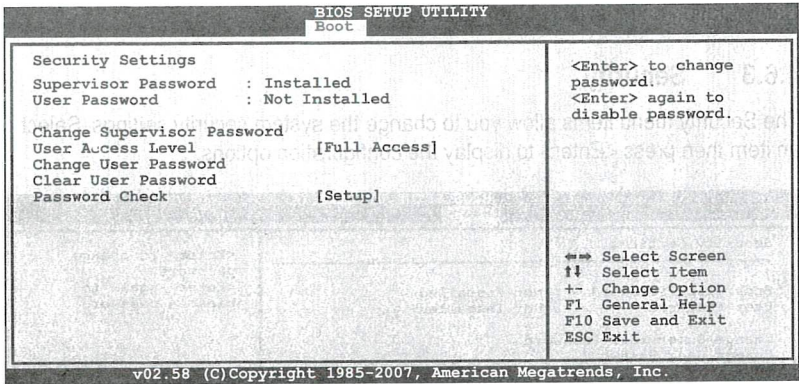 BIOS SETUP UTILITY
Boot
Security Settings
Supervisor Password : Installed
User Password : Not Installed
Change Supervisor Password
User Access Level [Full Access]
Change User Password
Clear User Password
Password Check [Setup]
<Enter> to change
password.
<Enter> again to
disable password.
←→ Select Screen
↑↓ Select Item
+- Change Option
F1 General Help
F10 Save and Exit
ESC Exit
v02.58 (C)Copyright 1985-2007, American Megatrends, Inc.